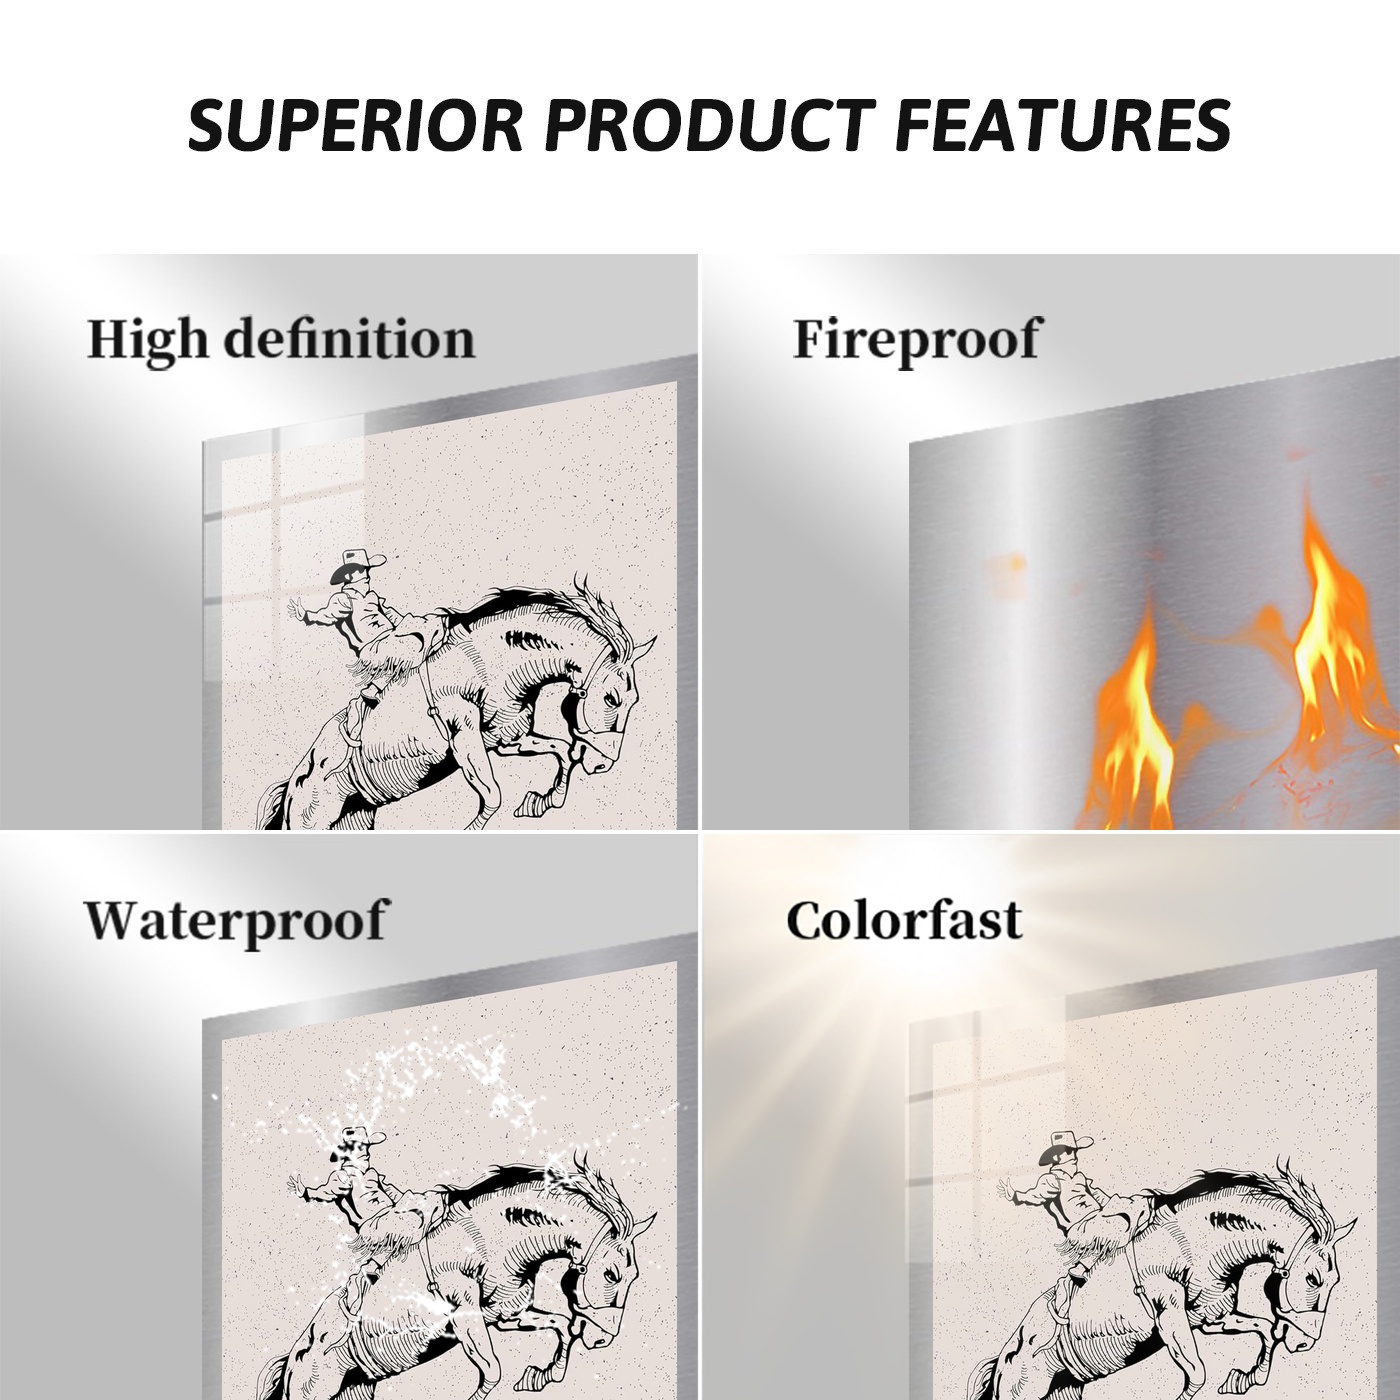 SUPERIOR PRODUCT FEATURES
High definition
Fireproof
Waterproof
Colorfast